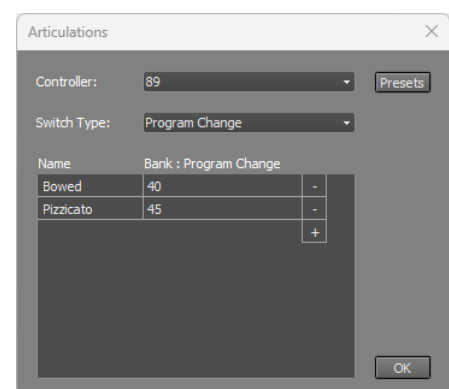 Articulations
Controller: 89 Presets
Switch Type: Program Change
Name Bank : Program Change
Bowed 40 -
Pizzicato 45 -
+
OK